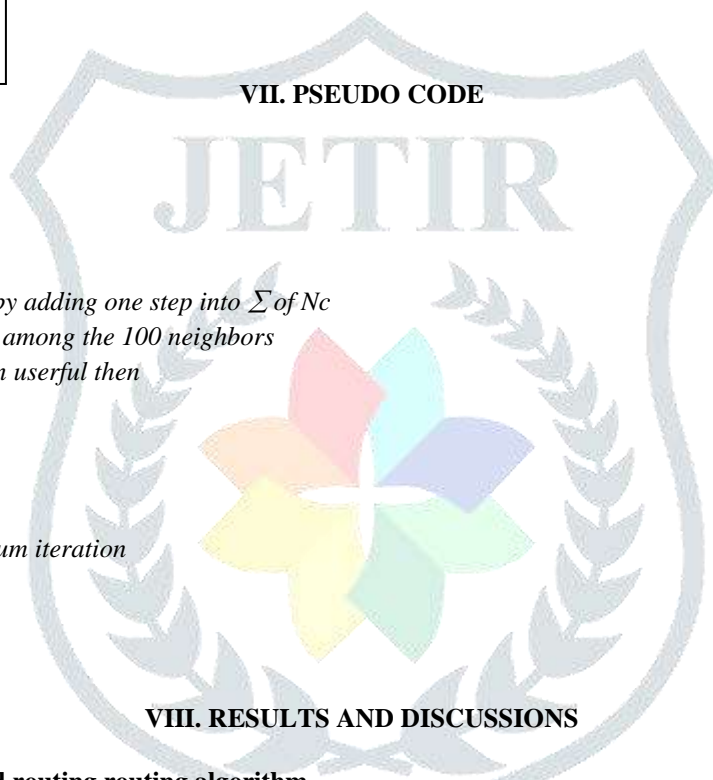 VII. PSEUDO CODE
JETIR
by adding one step into ∑ of Nc
among the 100 neighbors
userful then
um iteration
VIII. RESULTS AND DISCUSSIONS
routing routing algorithm